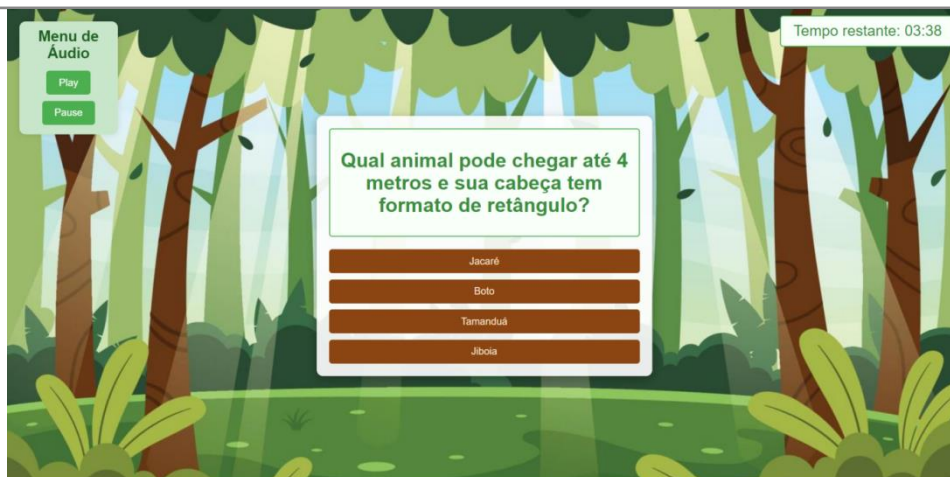 Menu de
Áudio
Play
Pause
Tempo restante: 03:38
Qual animal pode chegar até 4
metros e sua cabeça tem
formato de retângulo?
Jacaré
Boto
Tamanduá
Jiboia